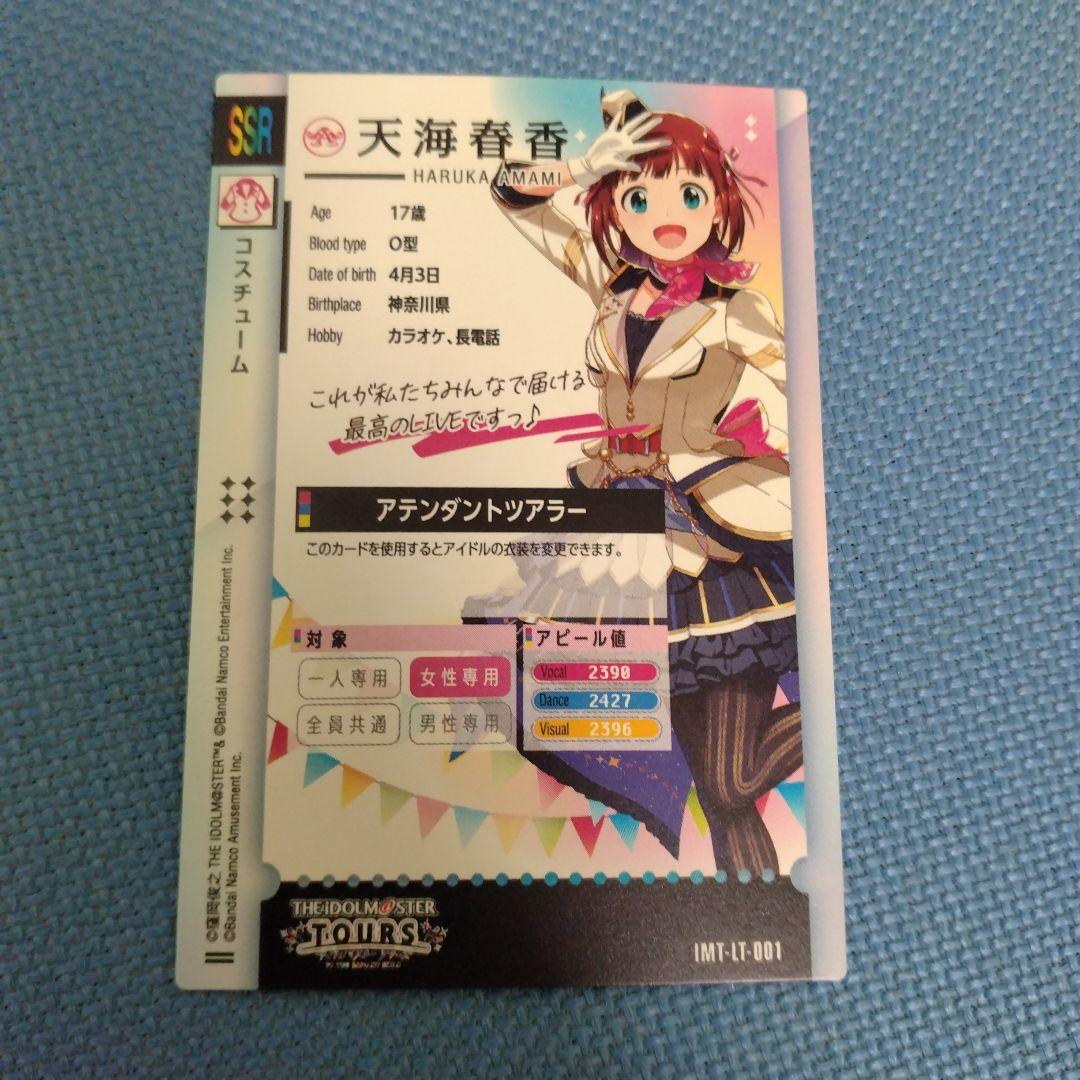 SSR
天海春香
HARUKA AMAMI
コスチューム
Age 17歳
Blood type O型
Date of birth 4月3日
Birthplace 神奈川県
Hobby カラオケ、長電話
これが私たちみんなで届ける
最高のLIVEですっ♪
アテンダントツアラー
このカードを使用するとアイドルの衣装を変更できます。
対象
一人専用 女性専用
全員共通 男性専用
アピール値
Vocal 2390
Dance 2427
Visual 2396
©窪岡俊之 THE IDOLM@STER™& ©Bandai Namco Entertainment Inc.
©Bandai Namco Amusement Inc.
THE IDOLM@STER
TOURS
IMT-LT-001